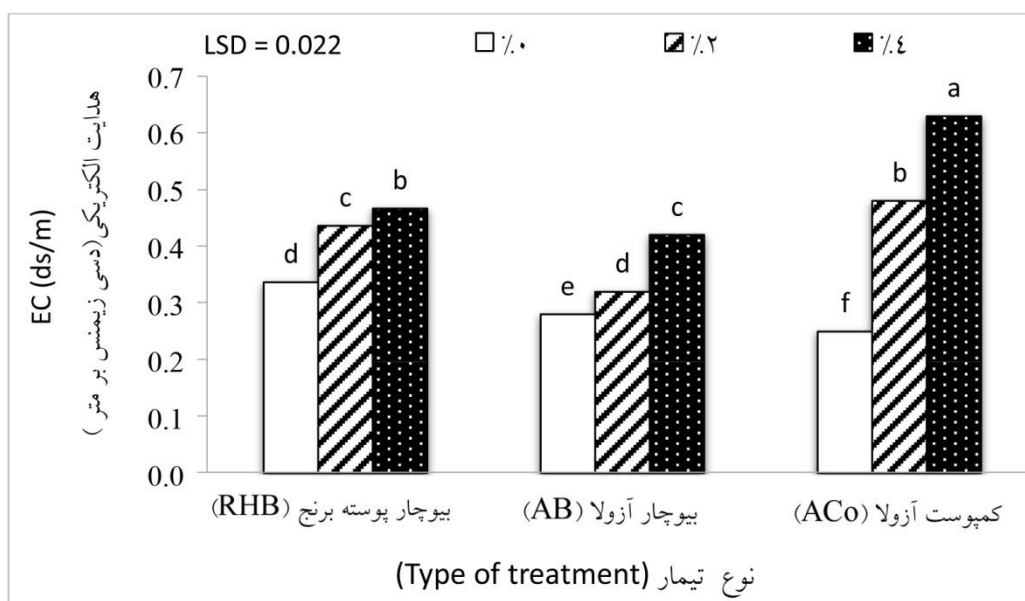 LSD = 0.022 ٪۰ ٪۲ ٪٤
EC (ds/m)
هدایت الکتریکی(دسی زیمنس بر متر )
0.7
0.6
0.5
0.4
0.3
0.2
0.1
0.0
d c b
e d c
f b a
بیوچار پوسته برنج (RHB) بیوچار آزولا (AB) کمپوست آزولا (ACo)
نوع تیمار (Type of treatment)